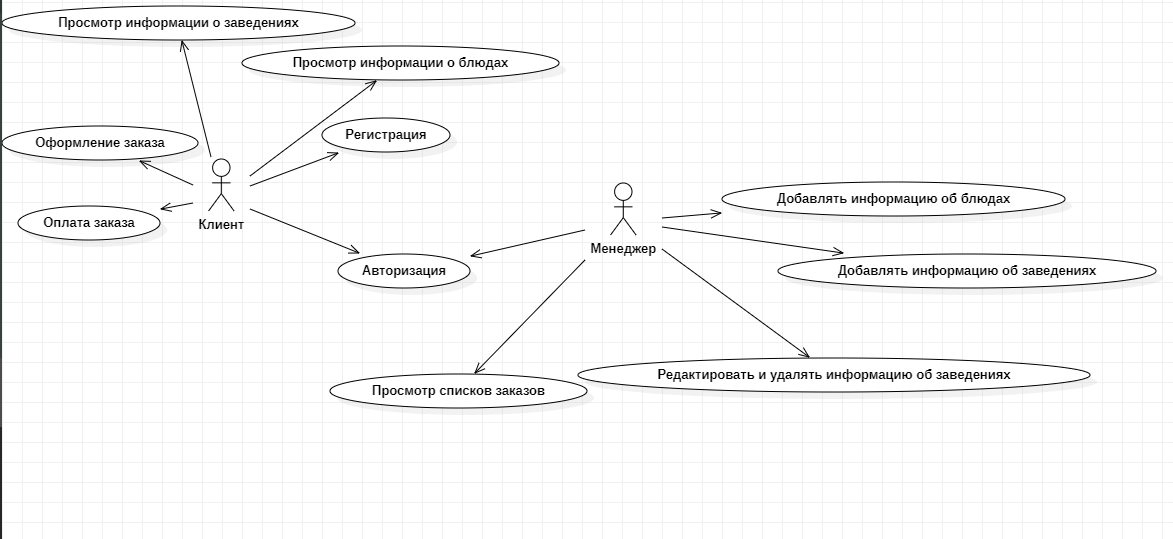 Просмотр информации о заведениях
Просмотр информации о блюдах
Регистрация
Оформление заказа
Оплата заказа
Клиент
Авторизация
Менеджер
Добавлять информацию об блюдах
Добавлять информацию об заведениях
Редактировать и удалять информацию об заведениях
Просмотр списков заказов